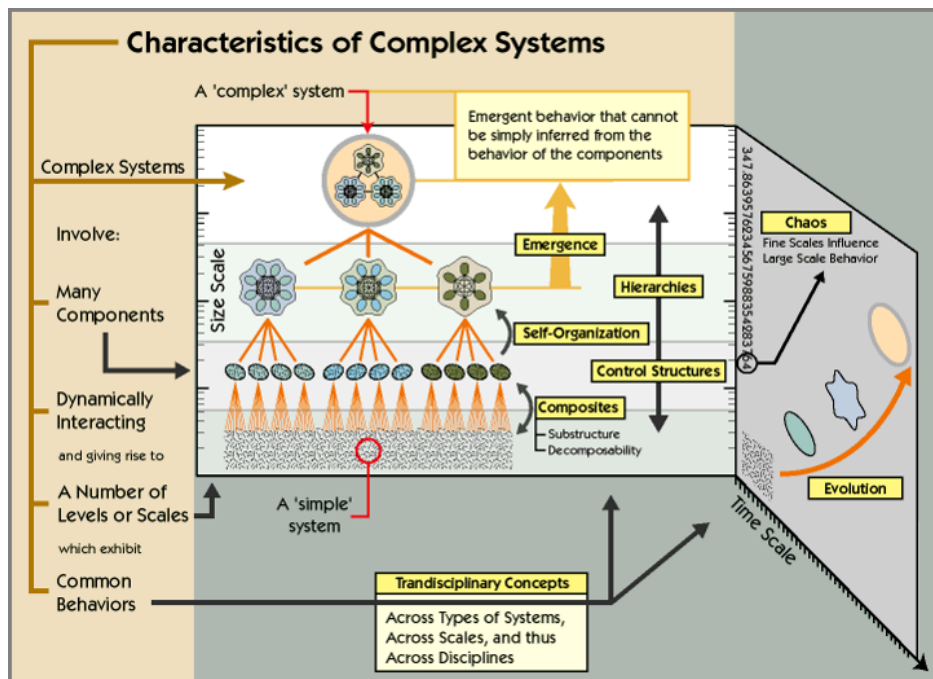 Characteristics of Complex Systems
A 'complex' system
Emergent behavior that cannot
be simply inferred from the
behavior of the components
Complex Systems
Involve:
Many
Components
Dynamically
Interacting
and giving rise to
A Number of
Levels or Scales
which exhibit
Common
Behaviors
Size Scale
Emergence
Hierarchies
Self-Organization
Control Structures
Composites
Substructure
Decomposability
A 'simple'
system
Chaos
Fine Scales Influence
Large Scale Behavior
Evolution
Time Scale
Trandisciplinary Concepts
Across Types of Systems,
Across Scales, and thus
Across Disciplines